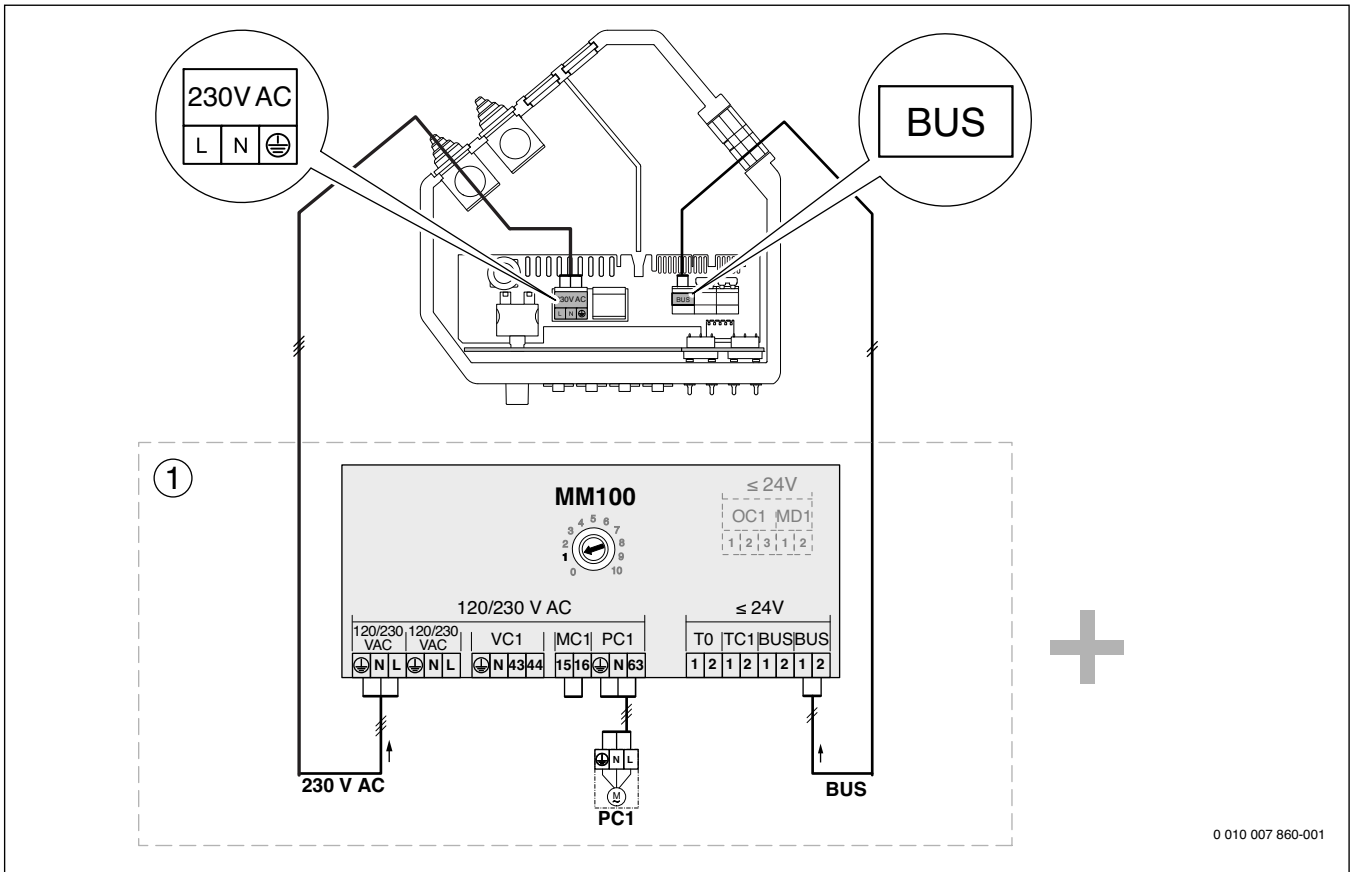 230V AC
L N
BUS
230V AC
L N
BUS
1
MM100
0 1 2 3 4 5 6 7 8 9 10
≤ 24V
OC1 MD1
1 2 3 1 2
120/230 V AC
≤ 24V
120/230 VAC
120/230 VAC
VC1
MC1
PC1
T0 TC1 BUS BUS
N L N L N 43 44 15 16 N 63
1 2 1 2 1 2 1 2
N L
M
~
PC1
230 V AC
BUS
0 010 007 860-001